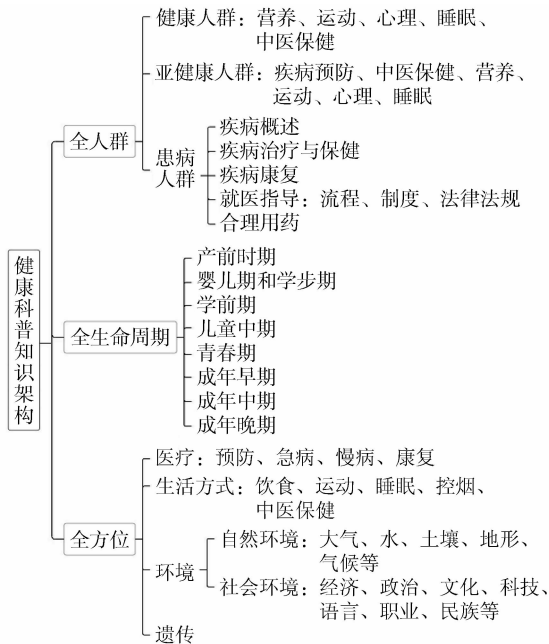 健康科普知识架构
全人群
健康人群：营养、运动、心理、睡眠、
中医保健
亚健康人群：疾病预防、中医保健、营养、
运动、心理、睡眠
患病
人群
疾病概述
疾病治疗与保健
疾病康复
就医指导：流程、制度、法律法规
合理用药
全生命周期
产前时期
婴儿期和学步期
学前期
儿童中期
青春期
成年早期
成年中期
成年晚期
全方位
医疗：预防、急病、慢病、康复
生活方式：饮食、运动、睡眠、控烟、
中医保健
环境
自然环境：大气、水、土壤、地形、
气候等
社会环境：经济、政治、文化、科技、
语言、职业、民族等
遗传